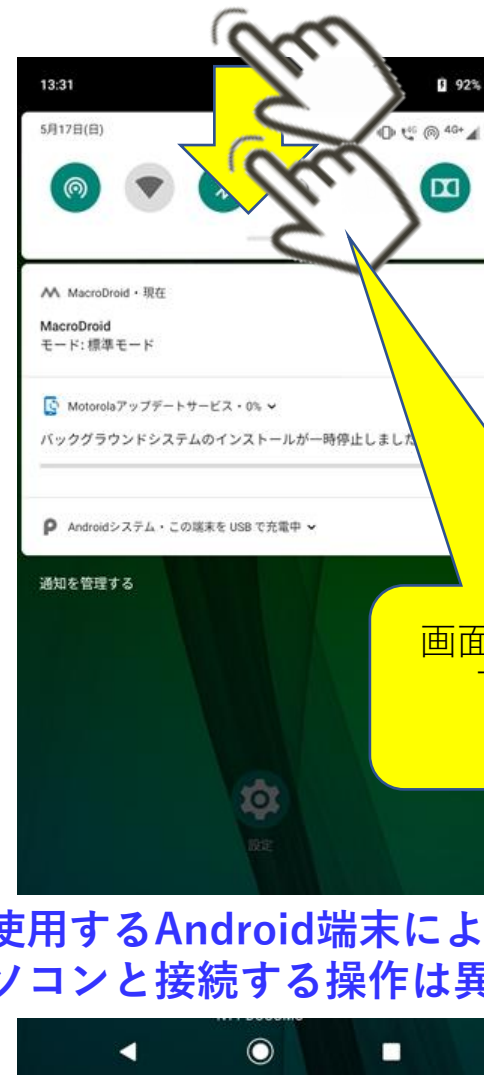 13:31
92%
5月17日(日)
4G
4G+
MacroDroid・現在
MacroDroid
モード: 標準モード
Motorolaアップデートサービス・0%
バックグラウンドシステムのインストールが一時停止しました
Androidシステム・この端末を USB で充電中
通知を管理する
画面
設定
使用するAndroid端末によ
ソコンと接続する操作は異